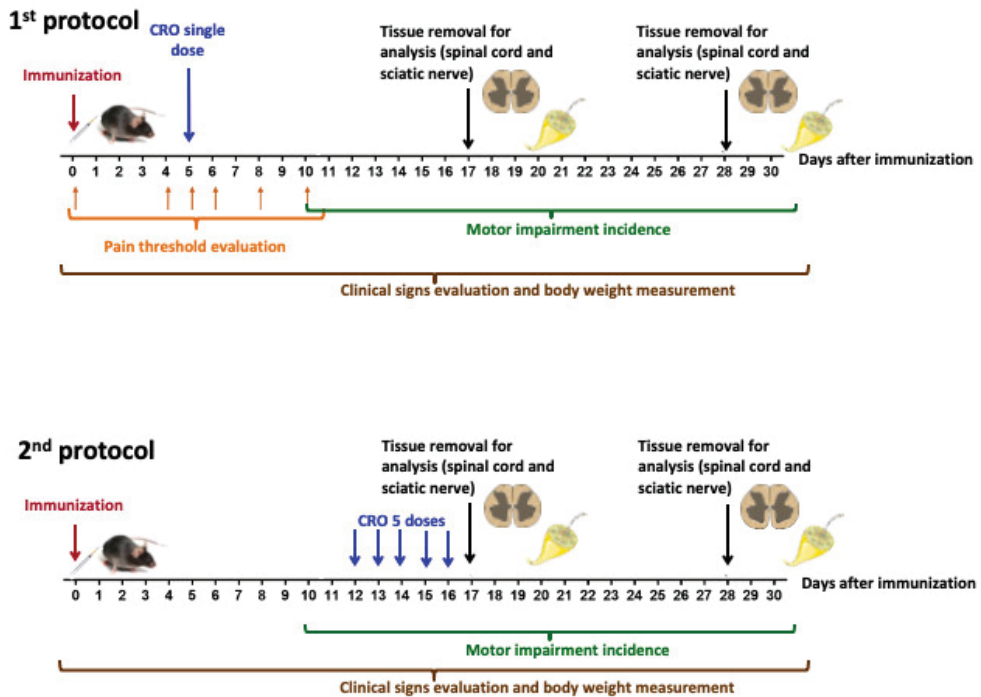 1st protocol
CRO single
dose
Immunization
Tissue removal for
analysis (spinal cord and
sciatic nerve)
Tissue removal for
analysis (spinal cord and
sciatic nerve)
0 1 2 3 4 5 6 7 8 9 10 11 12 13 14 15 16 17 18 19 20 21 22 23 24 25 26 27 28 29 30
Days after immunization
Pain threshold evaluation
Motor impairment incidence
Clinical signs evaluation and body weight measurement
2nd protocol
Immunization
CRO 5 doses
Tissue removal for
analysis (spinal cord and
sciatic nerve)
Tissue removal for
analysis (spinal cord and
sciatic nerve)
0 1 2 3 4 5 6 7 8 9 10 11 12 13 14 15 16 17 18 19 20 21 22 23 24 25 26 27 28 29 30
Days after immunization
Motor impairment incidence
Clinical signs evaluation and body weight measurement